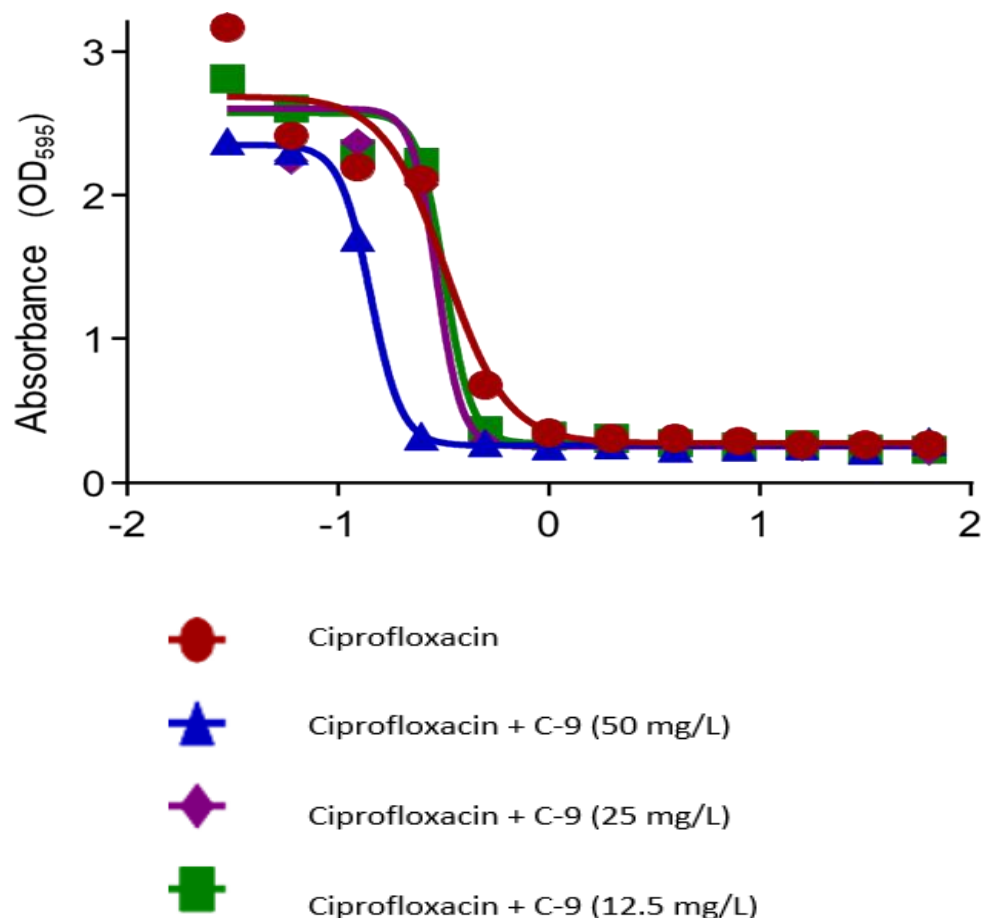 3
2
1
0
Absorbance (OD595)
-2 -1 0 1 2
Ciprofloxacin
Ciprofloxacin + C-9 (50 mg/L)
Ciprofloxacin + C-9 (25 mg/L)
Ciprofloxacin + C-9 (12.5 mg/L)